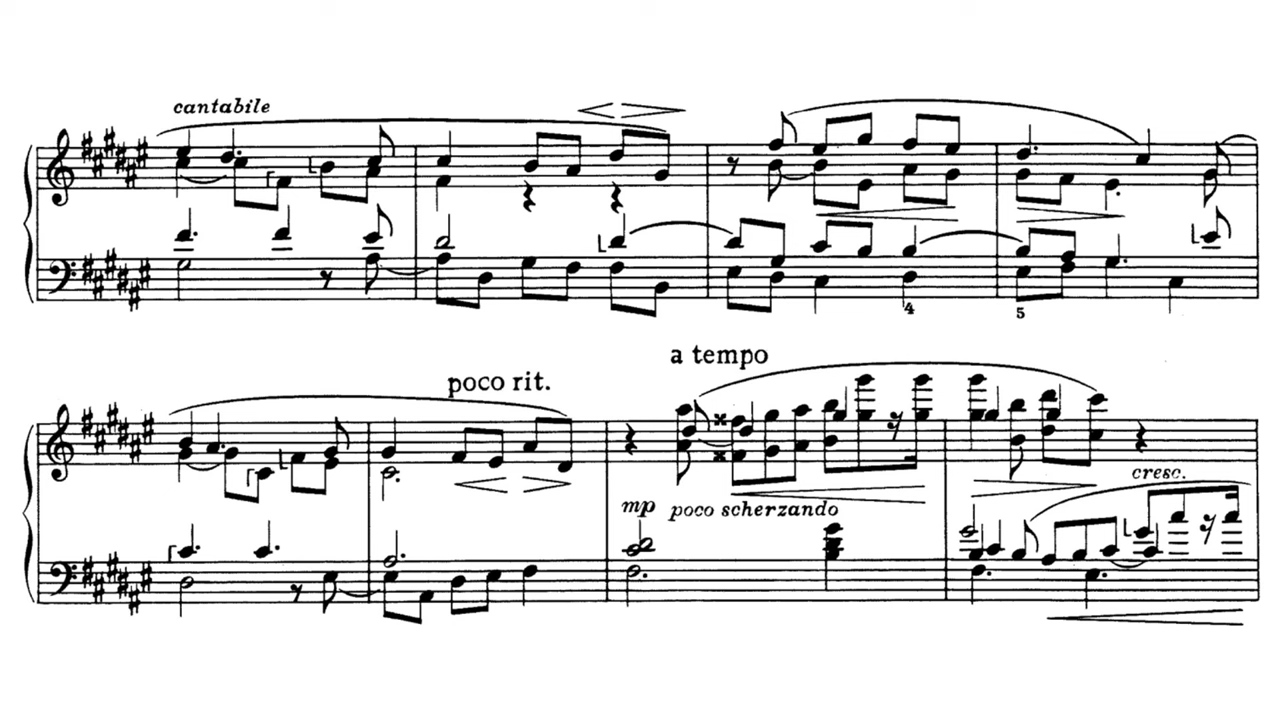 cantabile
4 5
a tempo
poco rit.
cresc.
mp poco scherzando